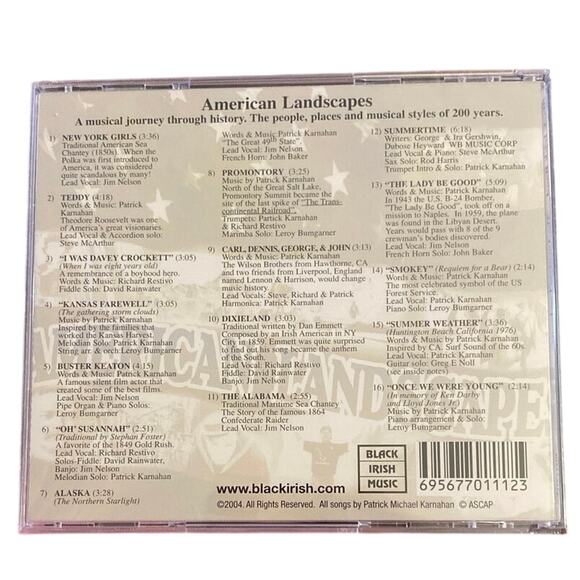 American Landscapes
A musical journey through history. The people, places and musical styles of 200 years.
1) NEW YORK GIRLS (3:36)
Traditional American Sea
Chantey (1850s). When the
Polka was first introduced to
America, it was considered
quite scandalous by many!
Lead Vocal: Jim Nelson
2) TEDDY (4:18)
Words & Music: Patrick
Karnahan
Theodore Roosevelt was one
of America's great visionaries.
Lead Vocal & Accordion solo:
Steve McArthur
3) "I WAS DAVEY CROCKETT" (3:05)
(When I was eight years old)
A remembrance of a boyhood hero.
Words & Music: Richard Restivo
Fiddle Solo: David Rainwater
4) "KANSAS FAREWELL" (3:05)
(The gathering storm clouds)
Music by Patrick Karnahan
Inspired by the families that
worked the Kansas Harvest.
Melodian Solo: Patrick Karnahan
String arr & orch: Leroy Bumgarner
5) BUSTER KEATON (4:15)
Words & Music: Patrick Karnahan
A famous silent film actor that
created some of the best films.
Lead Vocal: Jim Nelson
Pipe Organ & Piano Solos:
Leroy Bumgarner
6) "OH' SUSANNAH" (2:51)
(Traditional by Stephan Foster)
A favorite of the 1849 Gold Rush.
Lead Vocal: Richard Restivo
Solos-Fiddle: David Rainwater,
Banjo: Jim Nelson
Melodian Solo: Patrick Karnahan
7) ALASKA (3:28)
(The Northern Starlight)
Words & Music: Patrick Karnahan
"The Great 49th State",
Lead Vocal: Jim Nelson
French Horn: John Baker
8) PROMONTORY (3:25)
Music by Patrick Karnahan
North of the Great Salt Lake,
Promontory Summit became the
site of the last spike of "The Trans-
continental Railroad".
Trumpets: Partick Karnahan
& Richard Restivo
Marimba Solo: Leroy Bumgarner
9) CARL, DENNIS, GEORGE, & JOHN (3:13)
Words & Music: Patrick Karnahan
The Wilson Brothers from Hawthorne, CA
and two friends from Liverpool, England
named Lennon & Harrison, would change
music history.
Lead Vocals: Steve, Richard & Patrick
Harmonica: Patrick Karnahan
10) DIXIELAND (3:03)
Traditional written by Dan Emmett
Composed by an Irish American in NY
City in 1859. Emmett was quite surprised
to find out his song became the anthem
of the South.
Lead Vocal: Richard Restivo
Fiddle: David Rainwater
Banjo: Jim Nelson
11) THE ALABAMA (2:55)
Traditional Maritime Sea Chantey
The Story of the famous 1864
Confederate Raider
Lead Vocal: Jim Nelson
12) SUMMERTIME (6:18)
Writers: George & Ira Gershwin,
Dubose Heyward WB MUSIC CORP
Lead Vocal & Piano: Steve McArthur
Sax Solo: Rod Harris
Trumpet Intro & Solo: Patrick Karnahan
13) "THE LADY BE GOOD" (5:09)
Words & Music: Patrick Karnahan
In 1943 the U.S. B-24 Bomber,
"The Lady Be Good", took off on a
mission to Naples. In 1959, the plane
was found in the Libyan Desert.
Years would pass with 8 of the 9
crewman's bodies discovered.
Lead Vocal: Jim Nelson
French Horn Solo: John Baker
14) "SMOKEY" (Requiem for a Bear) (2:14)
Words & Music: Patrick Karnahan
The most celebrated symbol of the US
Forest Service.
Lead Vocal: Patrick Karnahan
Piano Solo: Leroy Bumgarner
15) "SUMMER WEATHER" (3:36)
(Huntington Beach California 1976)
Words & Music: Patrick Karnahan
Inspired by CA. Surf Sound of the 60s.
Lead Vocal: Patrick Karnahan
Guitar solo: Greg B Noll
(see inside notes)
16) "ONCE WE WERE YOUNG" (2:14)
(In memory of Ken Darby
and Lloyd Jones Jr.)
Music by Patrick Karnahan
Piano arrangement & Solo:
Leroy Bumgarner
www.blackirish.com
BLACK
IRISH
MUSIC
695677011123
©2004. All Rights Reserved. All songs by Patrick Michael Karnahan © ASCAP